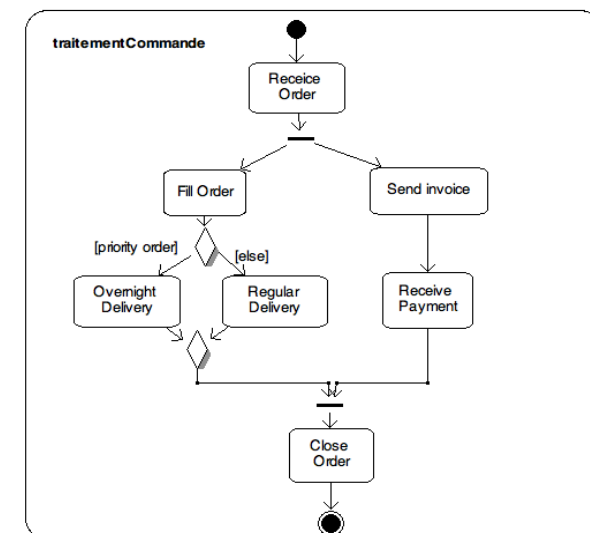 traitementCommande
Receice
Order
Fill Order
Send invoice
[priority order]
[else]
Overnight
Delivery
Regular
Delivery
Receive
Payment
Close
Order